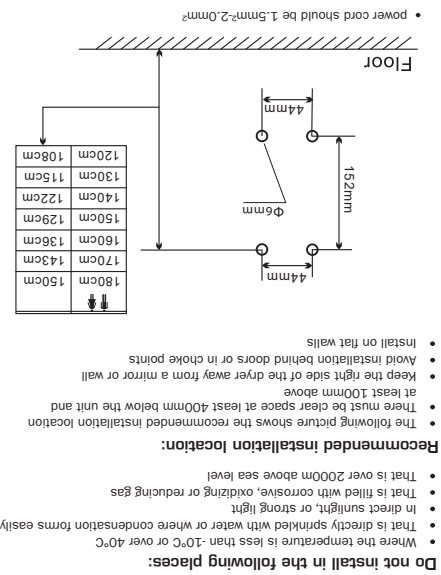 Do not install in the following places:
• Where the temperature is less than -10°C or over 40°C
• That is directly sprinkled with water or where condensation forms easily
• In direct sunlight, or strong light
• That is filled with corrosive, oxidizing or reducing gas
• That is over 2000m above sea level
Recommended installation location:
• The following picture shows the recommended installation location
• There must be clear space at least 400mm below the unit and
at least 100mm above
• Keep the right side of the dryer away from a mirror or wall
• Avoid installation behind doors or in choke points
• Install on flat walls
44mm
180cm 150cm
170cm 143cm
160cm 136cm
150cm 129cm
140cm 122cm
130cm 115cm
120cm 108cm
Φ6mm
152mm
44mm
Floor
• power cord should be 1.5mm²-2.0mm²